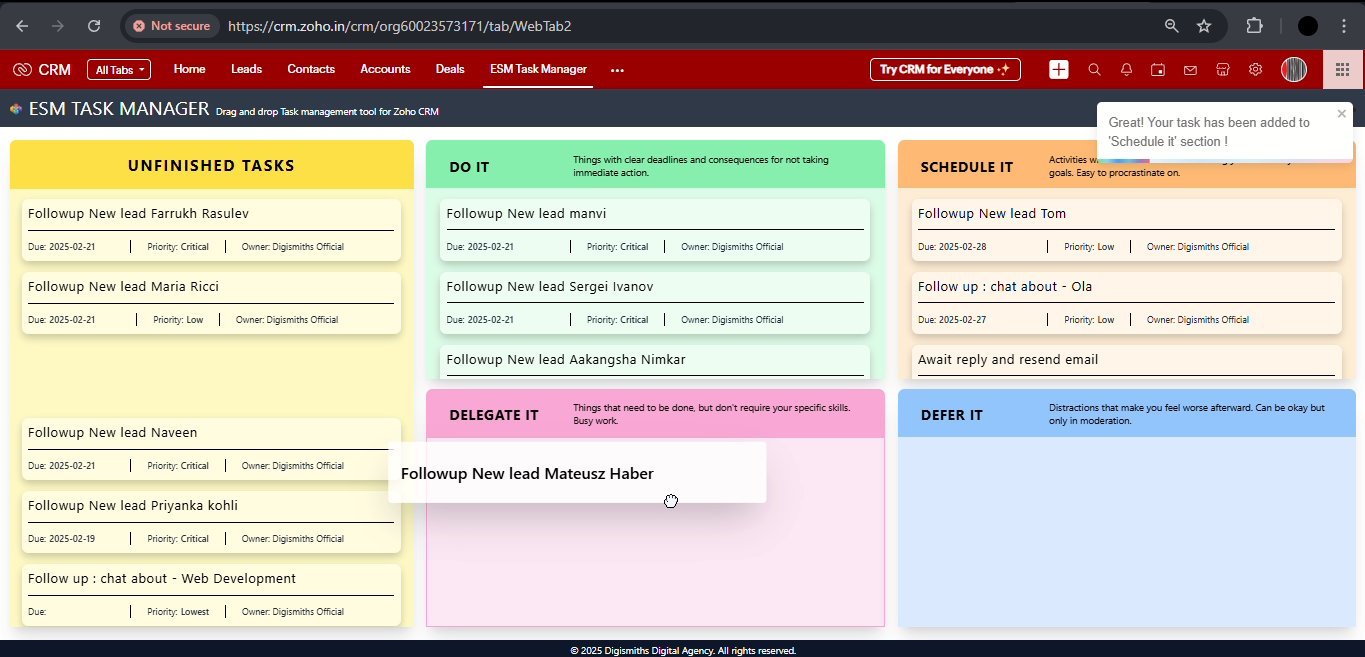 Not secure
https://crm.zoho.in/crm/org60023573171/tab/WebTab2
CRM
All Tabs
Home
Leads
Contacts
Accounts
Deals
ESM Task Manager
Try CRM for Everyone
ESM TASK MANAGER
Drag and drop Task management tool for Zoho CRM
Great! Your task has been added to
'Schedule it' section !
UNFINISHED TASKS
Followup New lead Farrukh Rasulev
Due: 2025-02-21
Priority: Critical
Owner: Digismiths Official
Followup New lead Maria Ricci
Due: 2025-02-21
Priority: Low
Owner: Digismiths Official
Followup New lead Naveen
Due: 2025-02-21
Priority: Critical
Owner: Digismiths Official
Followup New lead Priyanka kohli
Due: 2025-02-19
Priority: Critical
Owner: Digismiths Official
Follow up : chat about - Web Development
Due:
Priority: Lowest
Owner: Digismiths Official
DO IT
Things with clear deadlines and consequences for not taking
immediate action.
Followup New lead manvi
Due: 2025-02-21
Priority: Critical
Owner: Digismiths Official
Followup New lead Sergei Ivanov
Due: 2025-02-21
Priority: Critical
Owner: Digismiths Official
Followup New lead Aakangsha Nimkar
SCHEDULE IT
Activities
goals. Easy to procrastinate on.
Followup New lead Tom
Due: 2025-02-28
Priority: Low
Owner: Digismiths Official
Follow up : chat about - Ola
Due: 2025-02-27
Priority: Low
Owner: Digismiths Official
Await reply and resend email
DELEGATE IT
Things that need to be done, but don't require your specific skills.
Busy work.
Followup New lead Mateusz Haber
DEFER IT
Distractions that make you feel worse afterward. Can be okay but
only in moderation.
© 2025 Digismiths Digital Agency. All rights reserved.